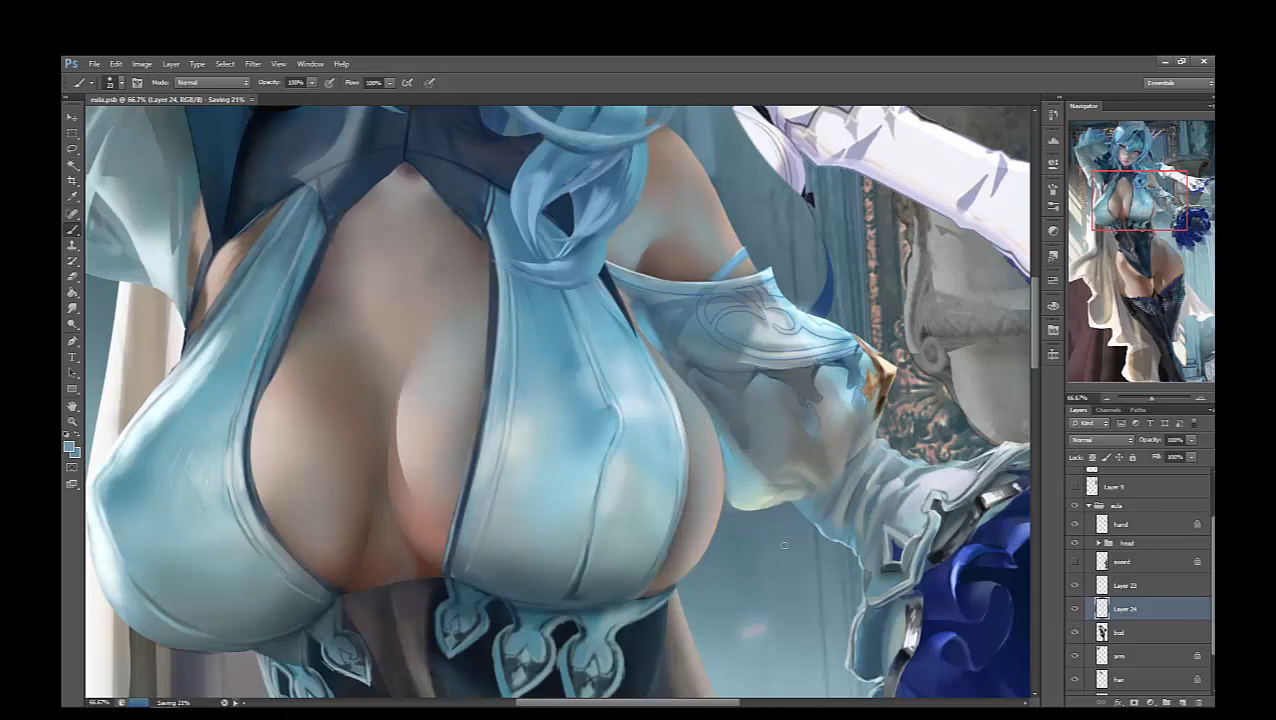 Ps File Edit Image Layer Type Select Filter View Window Help
23 Mode: Normal Opacity: 100% Flow: 100% Essentials
eula.psb @ 66.7% (Layer 24, RGB/8) - Saving 21% ×
Navigator
66.67%
Layers Channels Paths
Kind
Normal Opacity: 100%
Lock: Fill: 100%
Layer 9
eula
hand
head
sword
Layer 23
Layer 24
bod
arm
hair
66.67% Saving 21%